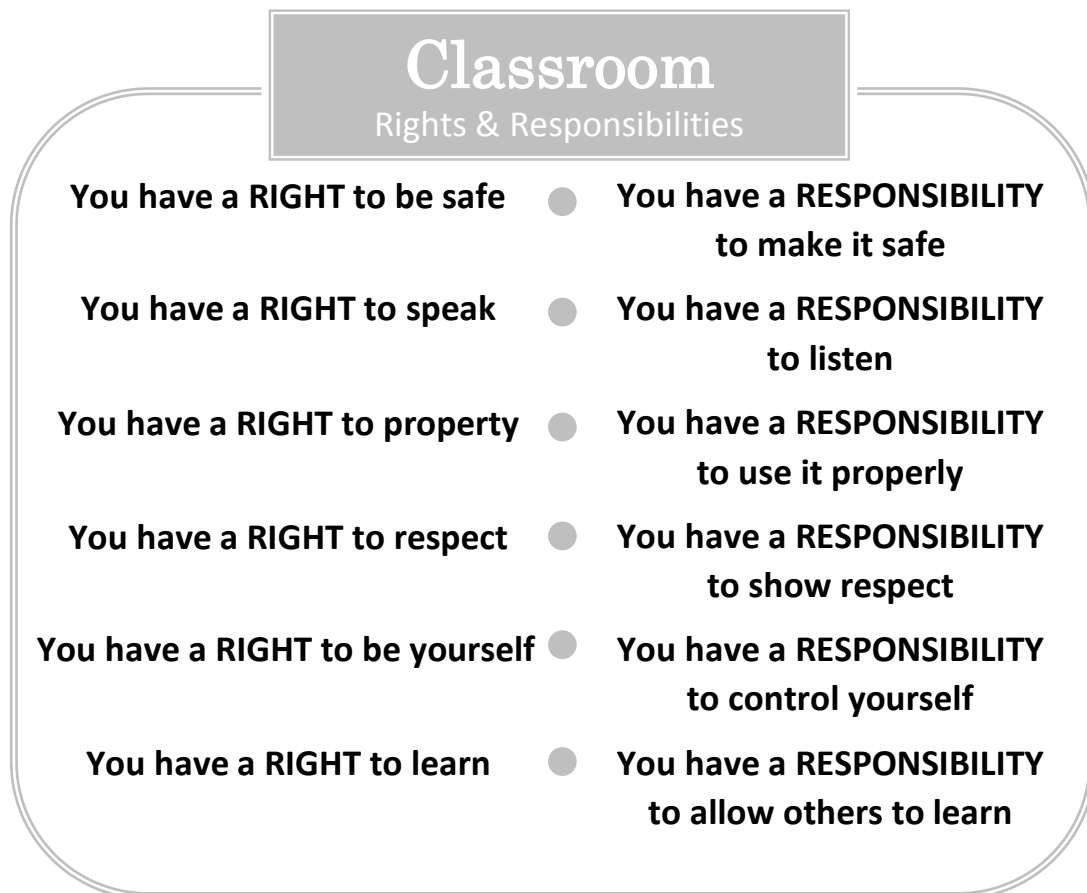 Classroom
Rights & Responsibilities
You have a RIGHT to be safe
You have a RESPONSIBILITY
to make it safe
You have a RIGHT to speak
You have a RESPONSIBILITY
to listen
You have a RIGHT to property
You have a RESPONSIBILITY
to use it properly
You have a RIGHT to respect
You have a RESPONSIBILITY
to show respect
You have a RIGHT to be yourself
You have a RESPONSIBILITY
to control yourself
You have a RIGHT to learn
You have a RESPONSIBILITY
to allow others to learn